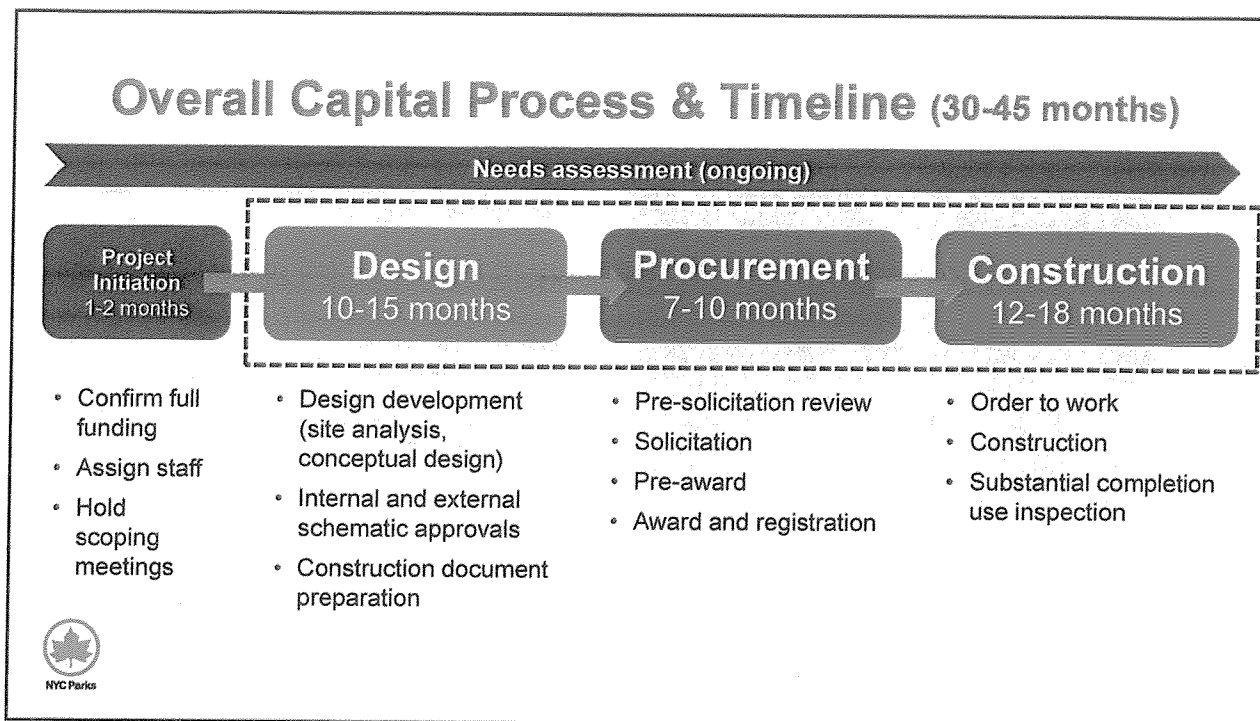 Overall Capital Process & Timeline (30-45 months)
Needs assessment (ongoing)
Project
Initiation
1-2 months
Design
10-15 months
Procurement
7-10 months
Construction
12-18 months
• Confirm full
funding
• Assign staff
• Hold
scoping
meetings
• Design development
(site analysis,
conceptual design)
• Internal and external
schematic approvals
• Construction document
preparation
• Pre-solicitation review
• Solicitation
• Pre-award
• Award and registration
• Order to work
• Construction
• Substantial completion
use inspection
NYC Parks